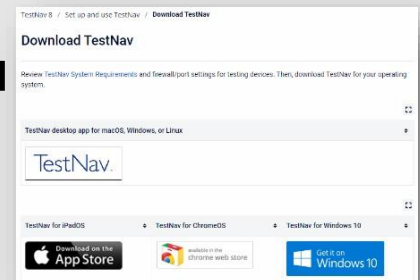 TestNav 8 / Set up and use TestNav / Download TestNav
Download TestNav
Review TestNav System Requirements and firewall/port settings for testing devices. Then, download TestNav for your operating
system.
TestNav desktop app for macOS, Windows, or Linux
TestNav
TestNav for iPadOS TestNav for ChromeOS TestNav for Windows 10
Download on the App Store
available in the chrome web store
Get it on Windows 10